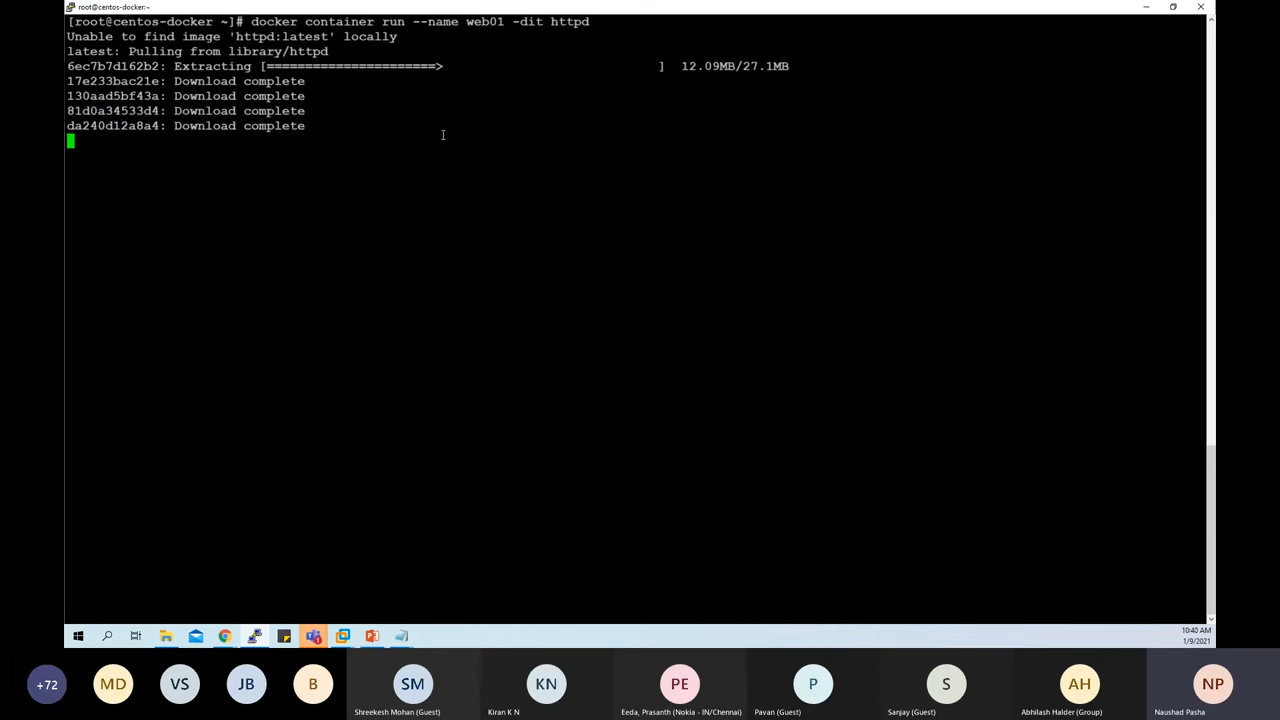 root@centos-docker:~
[root@centos-docker ~]# docker container run --name web01 -dit httpd
Unable to find image 'httpd:latest' locally
latest: Pulling from library/httpd
6ec7b7d162b2: Extracting [======================>                            ]  12.09MB/27.1MB
17e233bac21e: Download complete
130aad5bf43a: Download complete
81d0a34533d4: Download complete
da240d12a8a4: Download complete
10:40 AM
1/9/2021
+72
MD
VS
JB
B
SM
KN
PE
P
S
AH
NP
Shreekesh Mohan (Guest)
Kiran K N
Eeda, Prasanth (Nokia - IN/Chennai)
Pavan (Guest)
Sanjay (Guest)
Abhilash Halder (Group)
Naushad Pasha